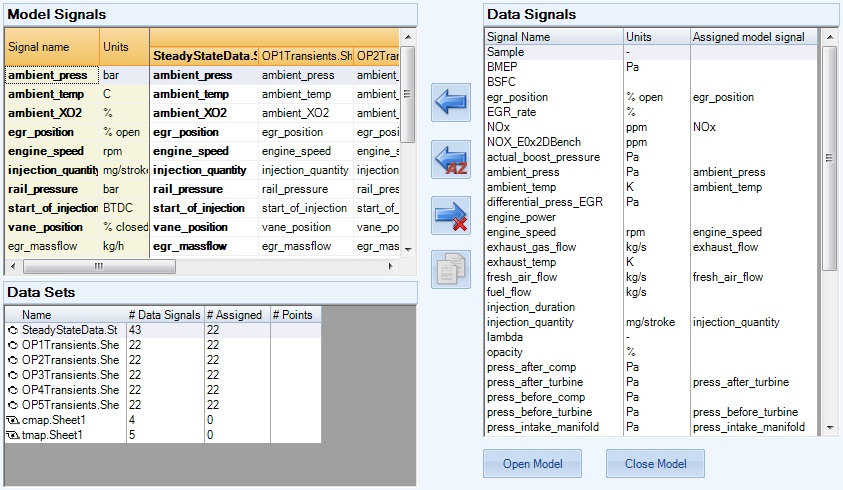 Model Signals
Signal name Units
SteadyStateData.S OP1Transients.Sh OP2Tran
ambient_press bar ambient_press ambient_press ambient_
ambient_temp C ambient_temp ambient_temp ambient_
ambient_XO2 % ambient_XO2 ambient_XO2 ambient_
egr_position % open egr_position egr_position egr_posit
engine_speed rpm engine_speed engine_speed engine_s
injection_quantity mg/stroke injection_quantity injection_quantity injection_
rail_pressure bar rail_pressure rail_pressure rail_pres
start_of_injection BTDC start_of_injection start_of_injection start_of_
vane_position % closed vane_position vane_position vane_po
egr_massflow kg/h egr_massflow egr_massflow egr_mas
Data Sets
Name # Data Signals # Assigned # Points
SteadyStateData.St 43 22
OP1Transients.She 22 22
OP2Transients.She 22 22
OP3Transients.She 22 22
OP4Transients.She 22 22
OP5Transients.She 22 22
cmap.Sheet1 4 0
tmap.Sheet1 5 0
AZ
Data Signals
Signal Name Units Assigned model signal
Sample -
BMEP Pa
BSFC
egr_position % open egr_position
EGR_rate %
NOx ppm NOx
NOX_E0x2DBench ppm
actual_boost_pressure Pa
ambient_press Pa ambient_press
ambient_temp K ambient_temp
differential_press_EGR Pa
engine_power
engine_speed rpm engine_speed
exhaust_gas_flow kg/s exhaust_flow
exhaust_temp K
fresh_air_flow kg/s fresh_air_flow
fuel_flow kg/s
injection_duration
injection_quantity mg/stroke injection_quantity
lambda -
opacity %
press_after_comp Pa
press_after_turbine Pa press_after_turbine
press_before_comp Pa
press_before_turbine Pa press_before_turbine
press_intake_manifold Pa press_intake_manifold
Open Model Close Model